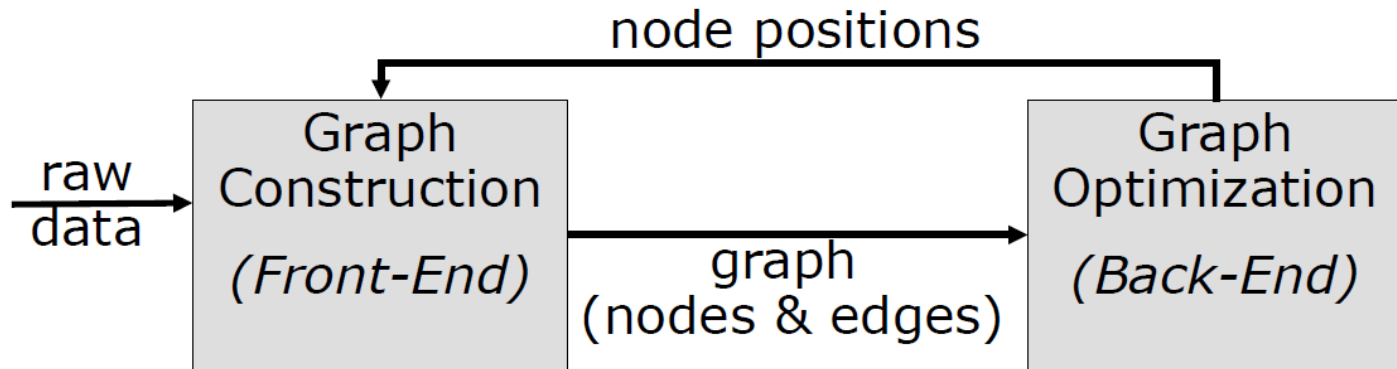 node positions
raw
data
Graph
Construction
(Front-End)
graph
(nodes & edges)
Graph
Optimization
(Back-End)